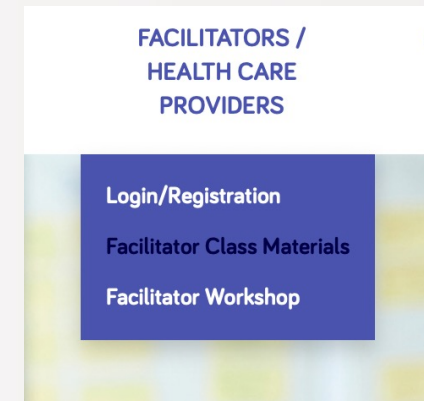 FACILITATORS /
HEALTH CARE
PROVIDERS
Login/Registration
Facilitator Class Materials
Facilitator Workshop